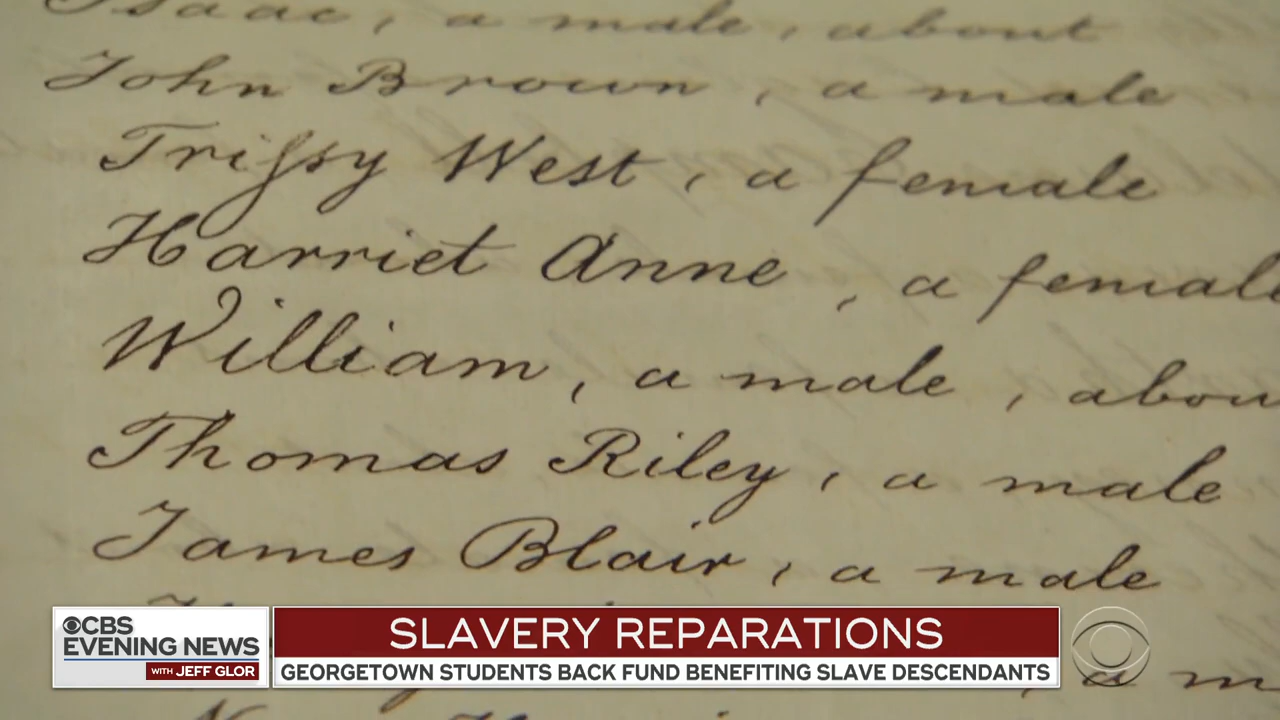 Isaac, a male, about
John Brown, a male
Trissy West, a female
Harriet Anne, a female
William, a male, abou
Thomas Riley, a male
James Blair, a male
CBS
EVENING NEWS
WITH JEFF GLOR
SLAVERY REPARATIONS
GEORGETOWN STUDENTS BACK FUND BENEFITING SLAVE DESCENDANTS
, a m